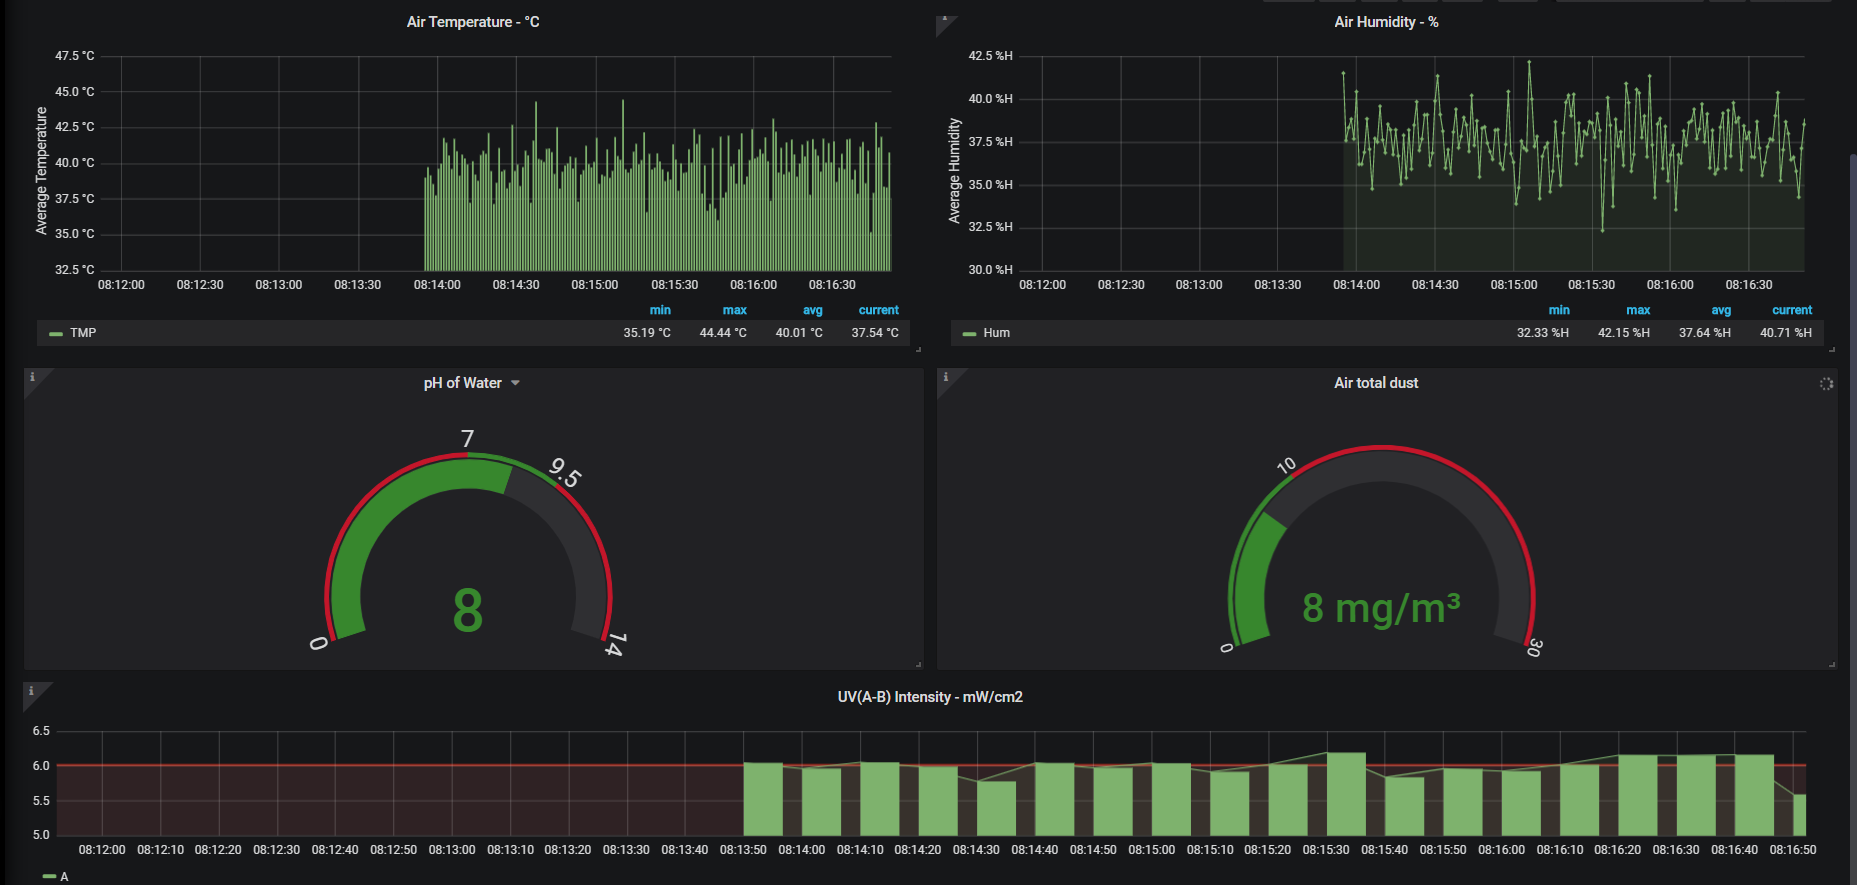 Air Temperature - °C
47.5 °C
45.0 °C
42.5 °C
40.0 °C
37.5 °C
35.0 °C
32.5 °C
Average Temperature
08:12:00 08:12:30 08:13:00 08:13:30 08:14:00 08:14:30 08:15:00 08:15:30 08:16:00 08:16:30
min max avg current
TMP 35.19 °C 44.44 °C 40.01 °C 37.54 °C
Air Humidity - %
42.5 %H
40.0 %H
37.5 %H
35.0 %H
32.5 %H
30.0 %H
Average Humidity
08:12:00 08:12:30 08:13:00 08:13:30 08:14:00 08:14:30 08:15:00 08:15:30 08:16:00 08:16:30
min max avg current
Hum 32.33 %H 42.15 %H 37.64 %H 40.71 %H
i
pH of Water
7
9.5
8
0
14
i
Air total dust
10
8 mg/m³
0
30
i
UV(A-B) Intensity - mW/cm2
6.5
6.0
5.5
5.0
08:12:00 08:12:10 08:12:20 08:12:30 08:12:40 08:12:50 08:13:00 08:13:10 08:13:20 08:13:30 08:13:40 08:13:50 08:14:00 08:14:10 08:14:20 08:14:30 08:14:40 08:14:50 08:15:00 08:15:10 08:15:20 08:15:30 08:15:40 08:15:50 08:16:00 08:16:10 08:16:20 08:16:30 08:16:40 08:16:50
A